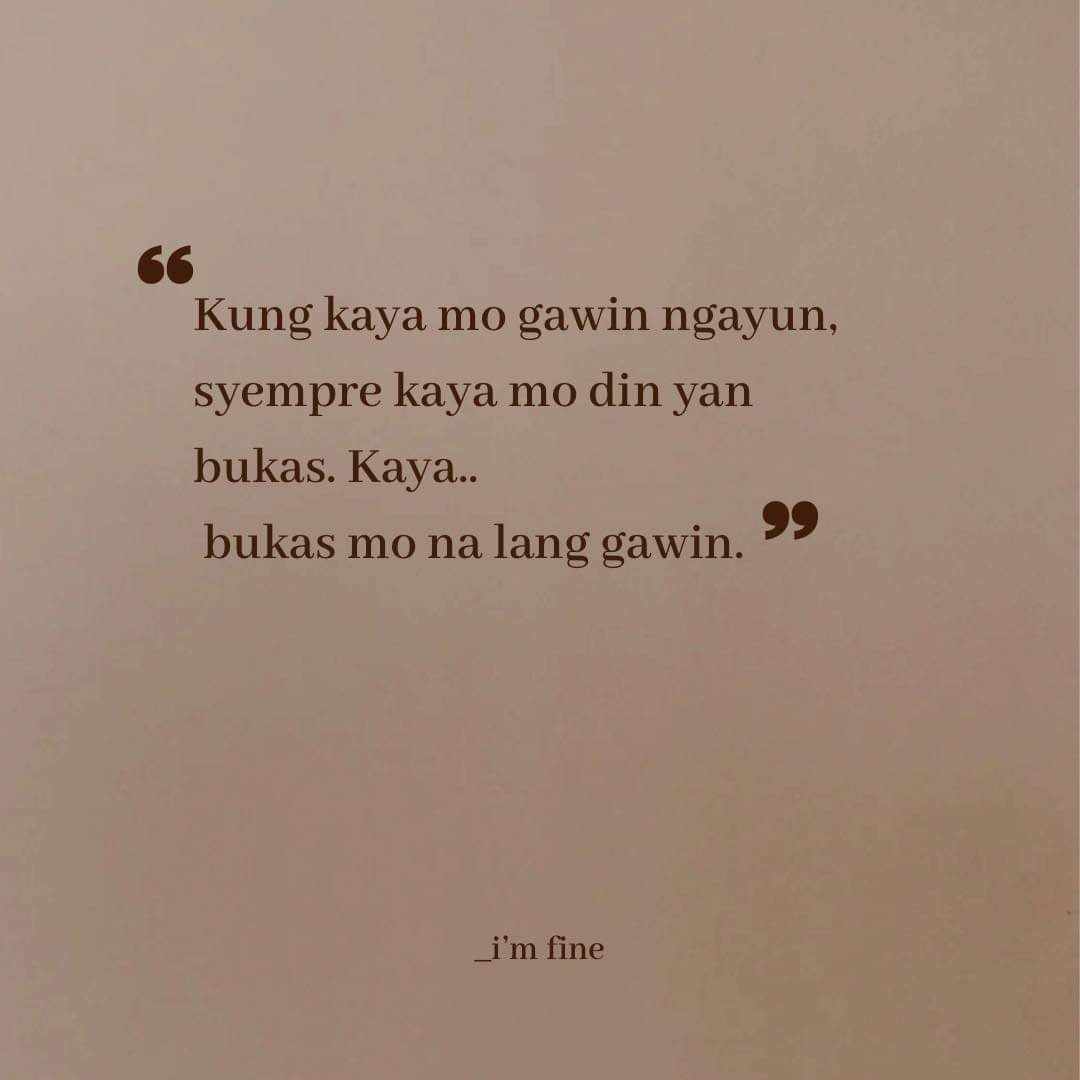 “Kung kaya mo gawin ngayun,
syempre kaya mo din yan
bukas. Kaya..
bukas mo na lang gawin.”
_i’m fine